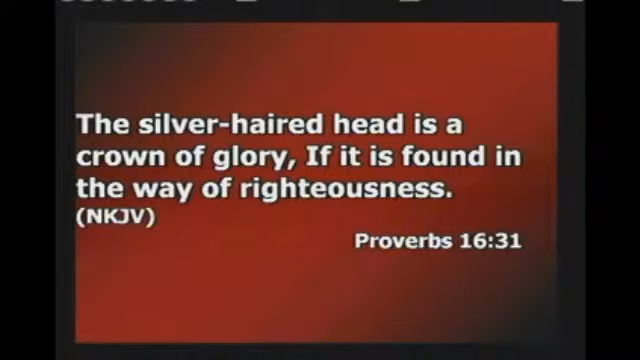 The silver-haired head is a
crown of glory, If it is found in
the way of righteousness.
(NKJV)
Proverbs 16:31